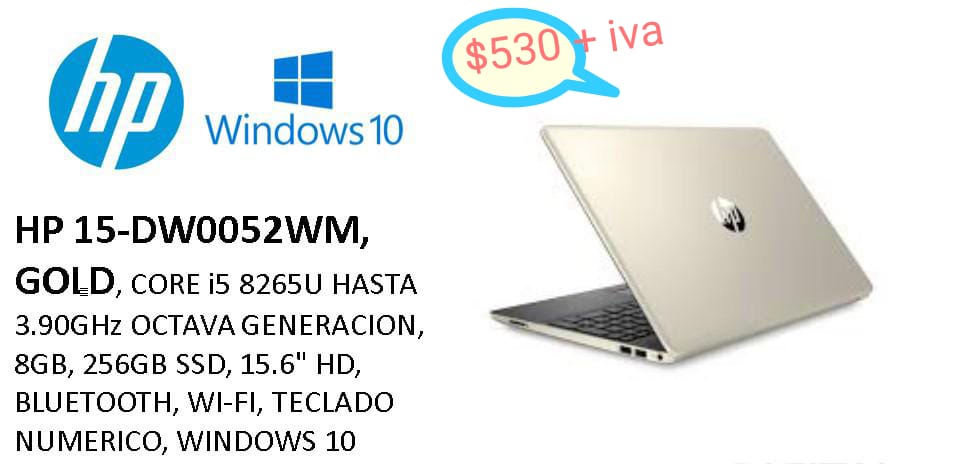 $530 + iva
hp
Windows 10
HP 15-DW0052WM,
GOLD, CORE i5 8265U HASTA
3.90GHz OCTAVA GENERACION,
8GB, 256GB SSD, 15.6" HD,
BLUETOOTH, WI-FI, TECLADO
NUMERICO, WINDOWS 10
hp